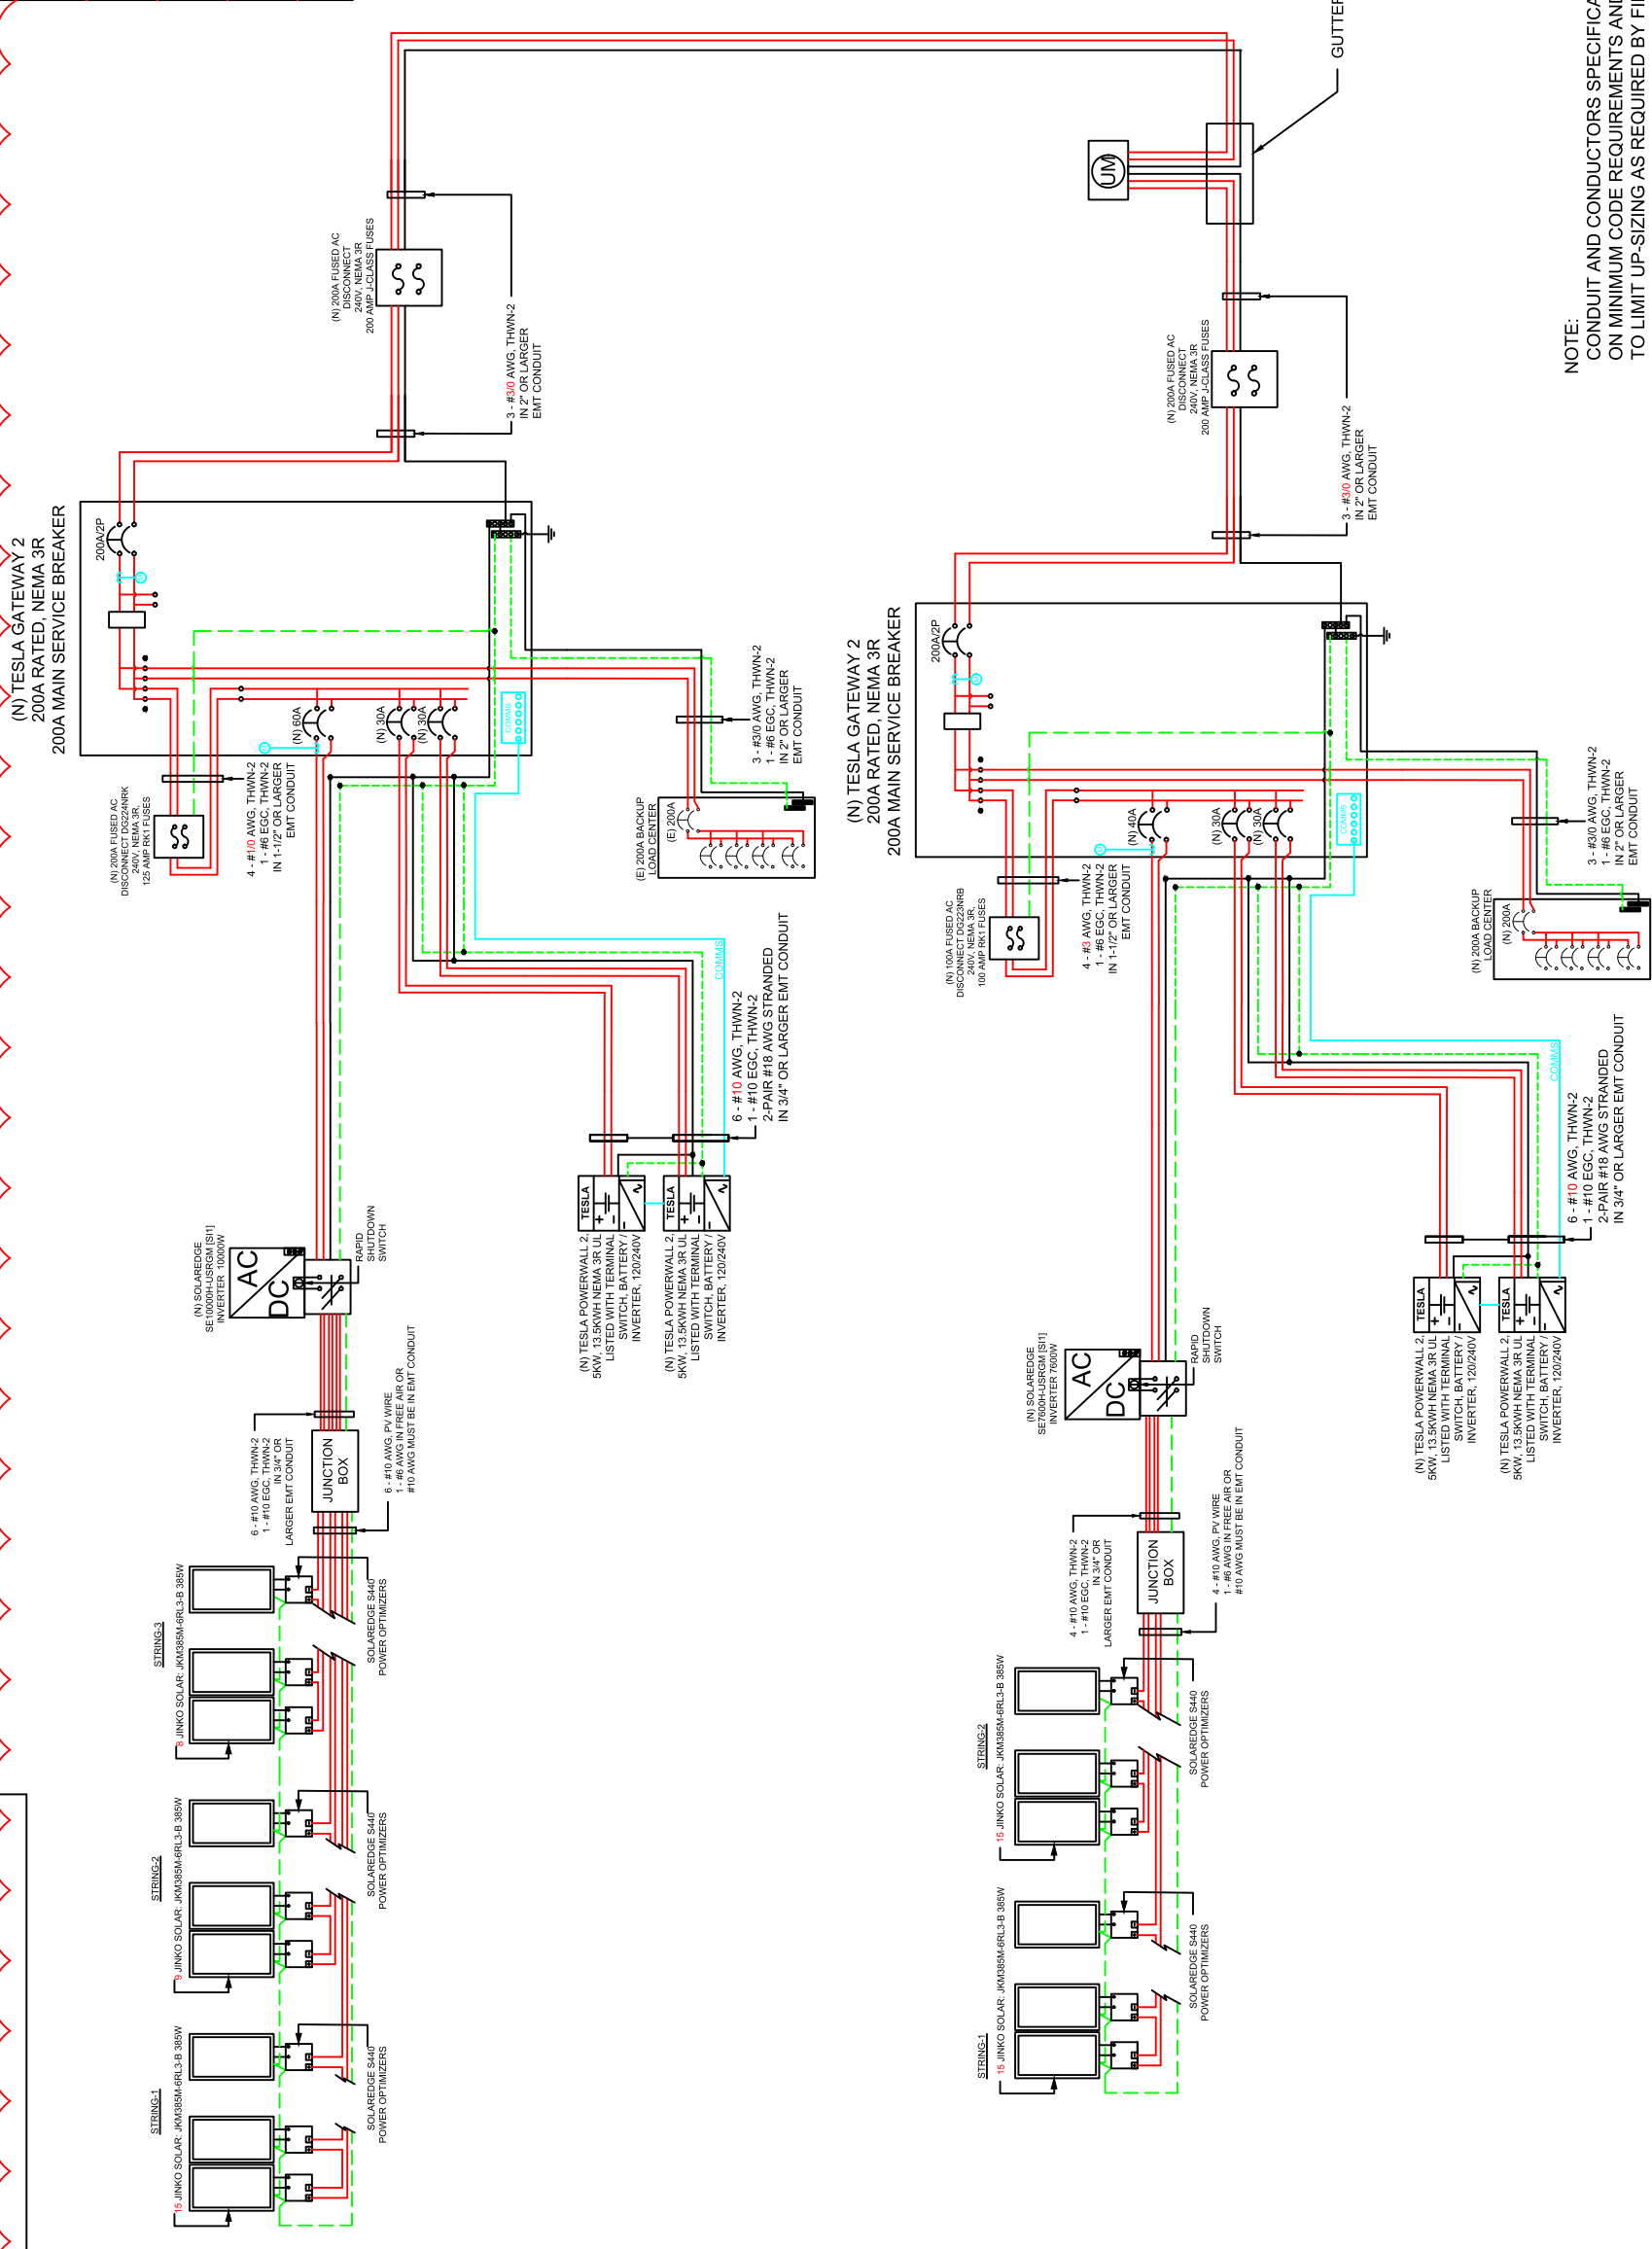 (N) TESLA GATEWAY 2
200A RATED, NEMA 3R
200A MAIN SERVICE BREAKER
200A/2P
(N) 60A
(N) 30A
(N) 30A
COMMS
(N) 200A FUSED AC
DISCONNECT
240V, NEMA 3R
200 AMP J-CLASS FUSES
3 - #3/0 AWG, THWN-2
IN 2" OR LARGER
EMT CONDUIT
(N) 200A FUSED AC
DISCONNECT DG224NRK
240V, NEMA 3R,
125 AMP RK1 FUSES
4 - #1/0 AWG, THWN-2
1 - #6 EGC, THWN-2
IN 1-1/2" OR LARGER
EMT CONDUIT
(E) 200A BACKUP
LOAD CENTER
(E) 200A
3 - #3/0 AWG, THWN-2
1 - #6 EGC, THWN-2
IN 2" OR LARGER
EMT CONDUIT
COMMS
6 - #10 AWG, THWN-2
1 - #10 EGC, THWN-2
2-PAIR #18 AWG STRANDED
IN 3/4" OR LARGER EMT CONDUIT
TESLA
(N) TESLA POWERWALL 2,
5KW, 13.5KWH NEMA 3R UL
LISTED WITH TERMINAL
SWITCH, BATTERY /
INVERTER, 120/240V
TESLA
(N) TESLA POWERWALL 2,
5KW, 13.5KWH NEMA 3R UL
LISTED WITH TERMINAL
SWITCH, BATTERY /
INVERTER, 120/240V
(N) SOLAREDGE
SE10000H-USRGM [SI1]
INVERTER 10000W
AC
DC
RAPID
SHUTDOWN
SWITCH
6 - #10 AWG, THWN-2
1 - #10 EGC, THWN-2
IN 3/4" OR
LARGER EMT CONDUIT
JUNCTION
BOX
6 - #10 AWG, PV WIRE
1 - #6 AWG IN FREE AIR OR
#10 AWG MUST BE IN EMT CONDUIT
STRING-3
8 JINKO SOLAR: JKM385M-6RL3-B 385W
SOLAREDGE S440
POWER OPTIMIZERS
STRING-2
9 JINKO SOLAR: JKM385M-6RL3-B 385W
SOLAREDGE S440
POWER OPTIMIZERS
STRING-1
15 JINKO SOLAR: JKM385M-6RL3-B 385W
SOLAREDGE S440
POWER OPTIMIZERS
UM
GUTTER
(N) TESLA GATEWAY 2
200A RATED, NEMA 3R
200A MAIN SERVICE BREAKER
200A/2P
(N) 40A
(N) 30A
(N) 30A
COMMS
(N) 200A FUSED AC
DISCONNECT
240V, NEMA 3R
200 AMP J-CLASS FUSES
3 - #3/0 AWG, THWN-2
IN 2" OR LARGER
EMT CONDUIT
(N) 100A FUSED AC
DISCONNECT DG223NRB
240V, NEMA 3R,
100 AMP RK1 FUSES
4 - #3 AWG, THWN-2
1 - #6 EGC, THWN-2
IN 1-1/2" OR LARGER
EMT CONDUIT
(N) 200A BACKUP
LOAD CENTER
(N) 200A
3 - #3/0 AWG, THWN-2
1 - #6 EGC, THWN-2
IN 2" OR LARGER
EMT CONDUIT
COMMS
6 - #10 AWG, THWN-2
1 - #10 EGC, THWN-2
2-PAIR #18 AWG STRANDED
IN 3/4" OR LARGER EMT CONDUIT
TESLA
(N) TESLA POWERWALL 2,
5KW, 13.5KWH NEMA 3R UL
LISTED WITH TERMINAL
SWITCH, BATTERY /
INVERTER, 120/240V
TESLA
(N) TESLA POWERWALL 2,
5KW, 13.5KWH NEMA 3R UL
LISTED WITH TERMINAL
SWITCH, BATTERY /
INVERTER, 120/240V
(N) SOLAREDGE
SE7600H-USRGM [SI1]
INVERTER 7600W
AC
DC
RAPID
SHUTDOWN
SWITCH
4 - #10 AWG, THWN-2
1 - #10 EGC, THWN-2
IN 3/4" OR
LARGER EMT CONDUIT
JUNCTION
BOX
4 - #10 AWG, PV WIRE
1 - #6 AWG IN FREE AIR OR
#10 AWG MUST BE IN EMT CONDUIT
STRING-2
15 JINKO SOLAR: JKM385M-6RL3-B 385W
SOLAREDGE S440
POWER OPTIMIZERS
STRING-1
15 JINKO SOLAR: JKM385M-6RL3-B 385W
SOLAREDGE S440
POWER OPTIMIZERS
NOTE:
CONDUIT AND CONDUCTORS SPECIFICA
ON MINIMUM CODE REQUIREMENTS AND
TO LIMIT UP-SIZING AS REQUIRED BY FI